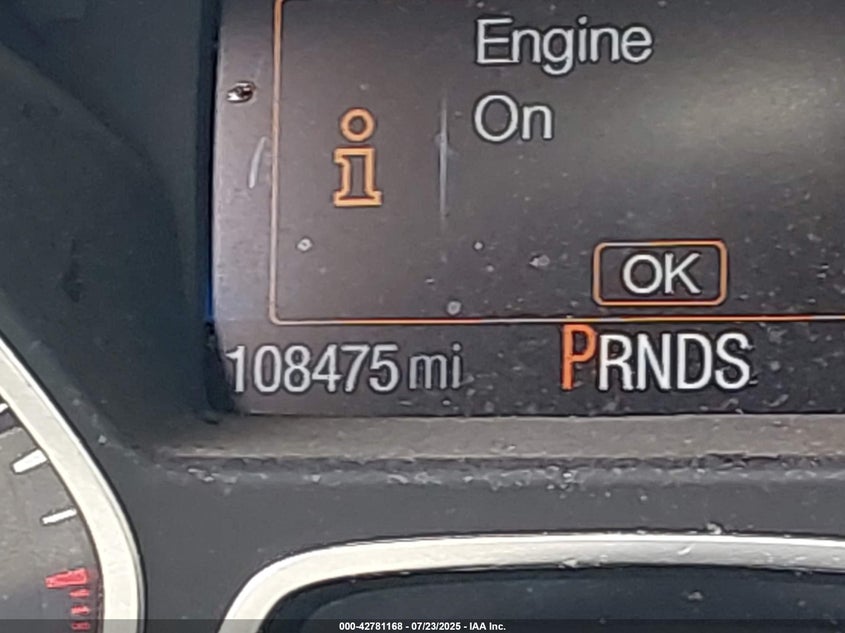 Engine
On
i
OK
108475 mi
PRNDS
000-42781168 - 07/23/2025 - IAA Inc.